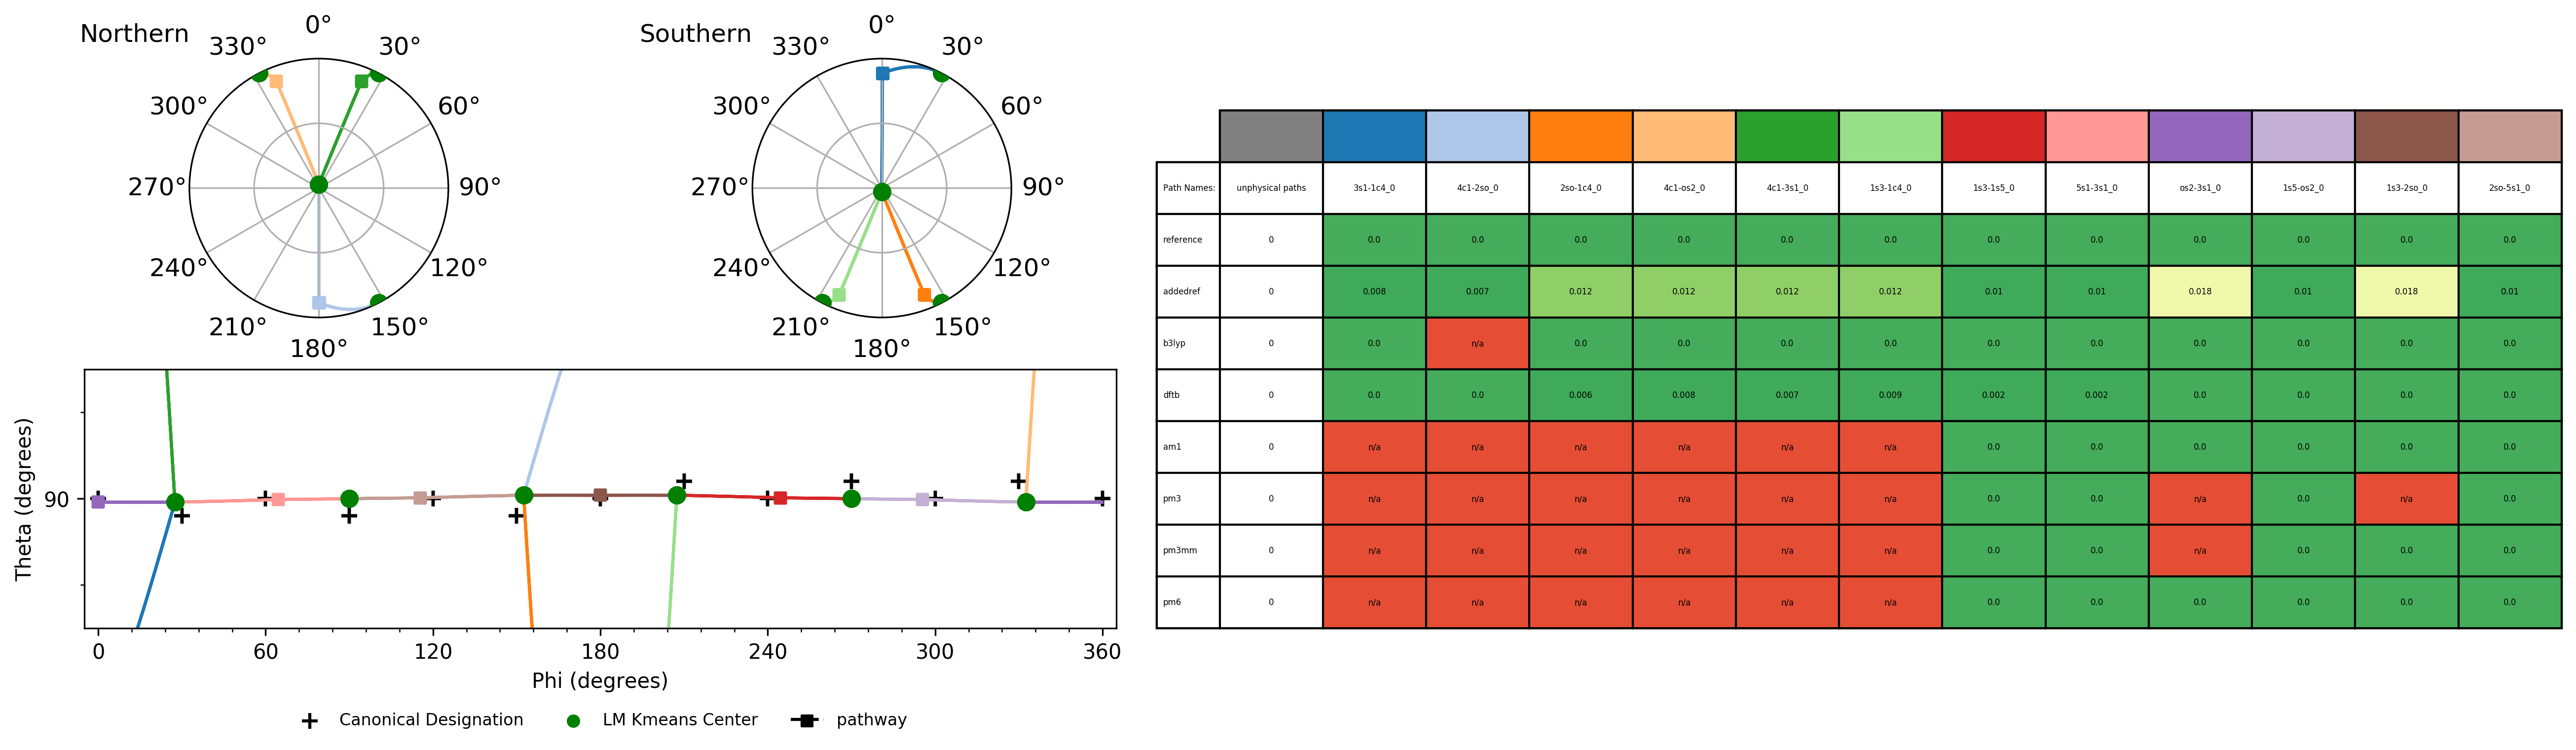 Northern
0°
330°
30°
300°
60°
270°
90°
240°
120°
210°
150°
180°
Southern
0°
330°
30°
300°
60°
270°
90°
240°
120°
210°
150°
180°
Theta (degrees)
90
0 60 120 180 240 300 360
Phi (degrees)
Canonical Designation LM Kmeans Center pathway
Path Names: unphysical paths 3s1-1c4_0 4c1-2so_0 2so-1c4_0 4c1-os2_0 4c1-3s1_0 1s3-1c4_0 1s3-1s5_0 5s1-3s1_0 os2-3s1_0 1s5-os2_0 1s3-2so_0 2so-5s1_0
reference 0 0.0 0.0 0.0 0.0 0.0 0.0 0.0 0.0 0.0 0.0 0.0 0.0
addedref 0 0.008 0.007 0.012 0.012 0.012 0.012 0.01 0.01 0.018 0.01 0.018 0.01
b3lyp 0 0.0 n/a 0.0 0.0 0.0 0.0 0.0 0.0 0.0 0.0 0.0 0.0
dftb 0 0.0 0.0 0.006 0.008 0.007 0.009 0.002 0.002 0.0 0.0 0.0 0.0
am1 0 n/a n/a n/a n/a n/a n/a 0.0 0.0 0.0 0.0 0.0 0.0
pm3 0 n/a n/a n/a n/a n/a n/a 0.0 0.0 n/a 0.0 n/a 0.0
pm3mm 0 n/a n/a n/a n/a n/a n/a 0.0 0.0 n/a 0.0 0.0 0.0
pm6 0 n/a n/a n/a n/a n/a n/a 0.0 0.0 0.0 0.0 0.0 0.0